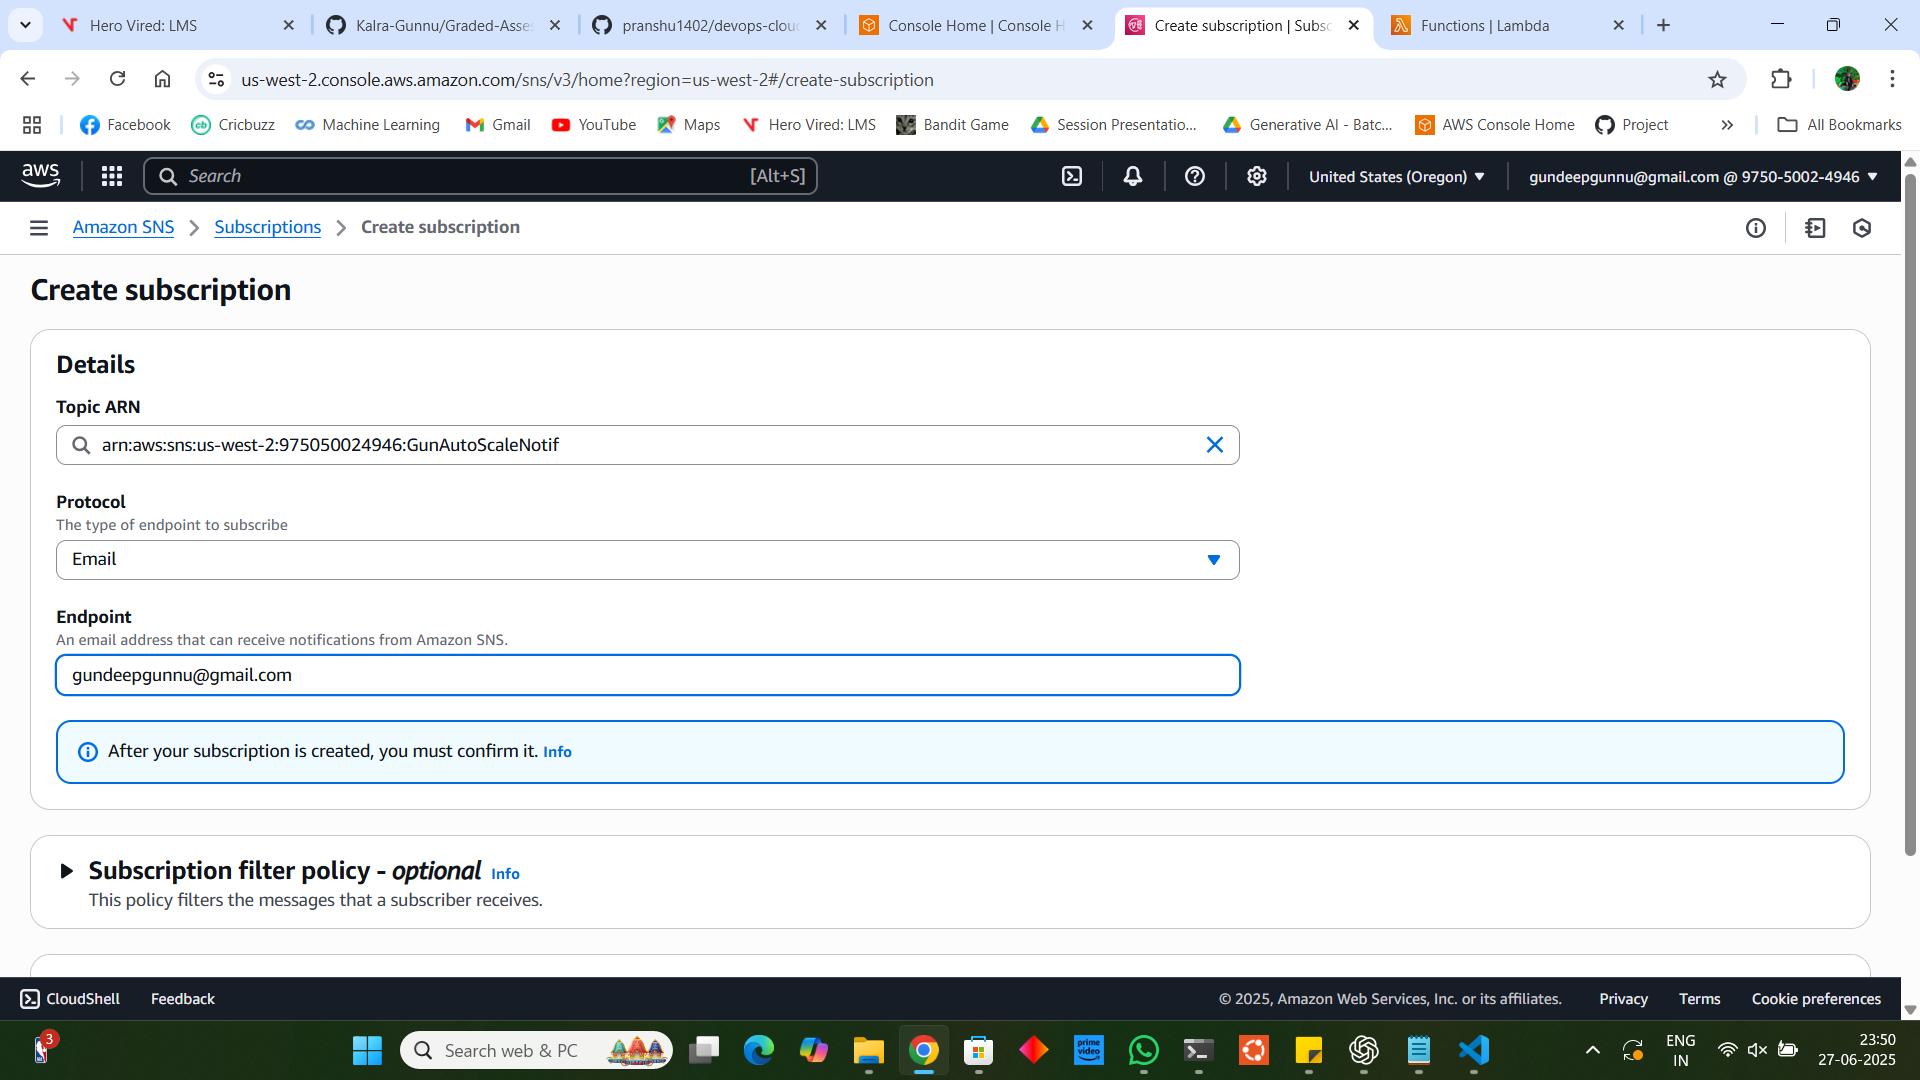 Hero Vired: LMS
Kalra-Gunnu/Graded-Asse
pranshu1402/devops-clou
Console Home | Console H
Create subscription | Subsc
Functions | Lambda
us-west-2.console.aws.amazon.com/sns/v3/home?region=us-west-2#/create-subscription
Facebook
Cricbuzz
Machine Learning
Gmail
YouTube
Maps
Hero Vired: LMS
Bandit Game
Session Presentatio...
Generative AI - Batc...
AWS Console Home
Project
All Bookmarks
aws
Search
[Alt+S]
United States (Oregon)
gundeepgunnu@gmail.com @ 9750-5002-4946
Amazon SNS
Subscriptions
Create subscription
Create subscription
Details
Topic ARN
arn:aws:sns:us-west-2:975050024946:GunAutoScaleNotif
Protocol
The type of endpoint to subscribe
Email
Endpoint
An email address that can receive notifications from Amazon SNS.
gundeepgunnu@gmail.com
After your subscription is created, you must confirm it. Info
Subscription filter policy - optional Info
This policy filters the messages that a subscriber receives.
CloudShell
Feedback
© 2025, Amazon Web Services, Inc. or its affiliates.
Privacy
Terms
Cookie preferences
3
Search web & PC
prime video
ENG
IN
23:50
27-06-2025